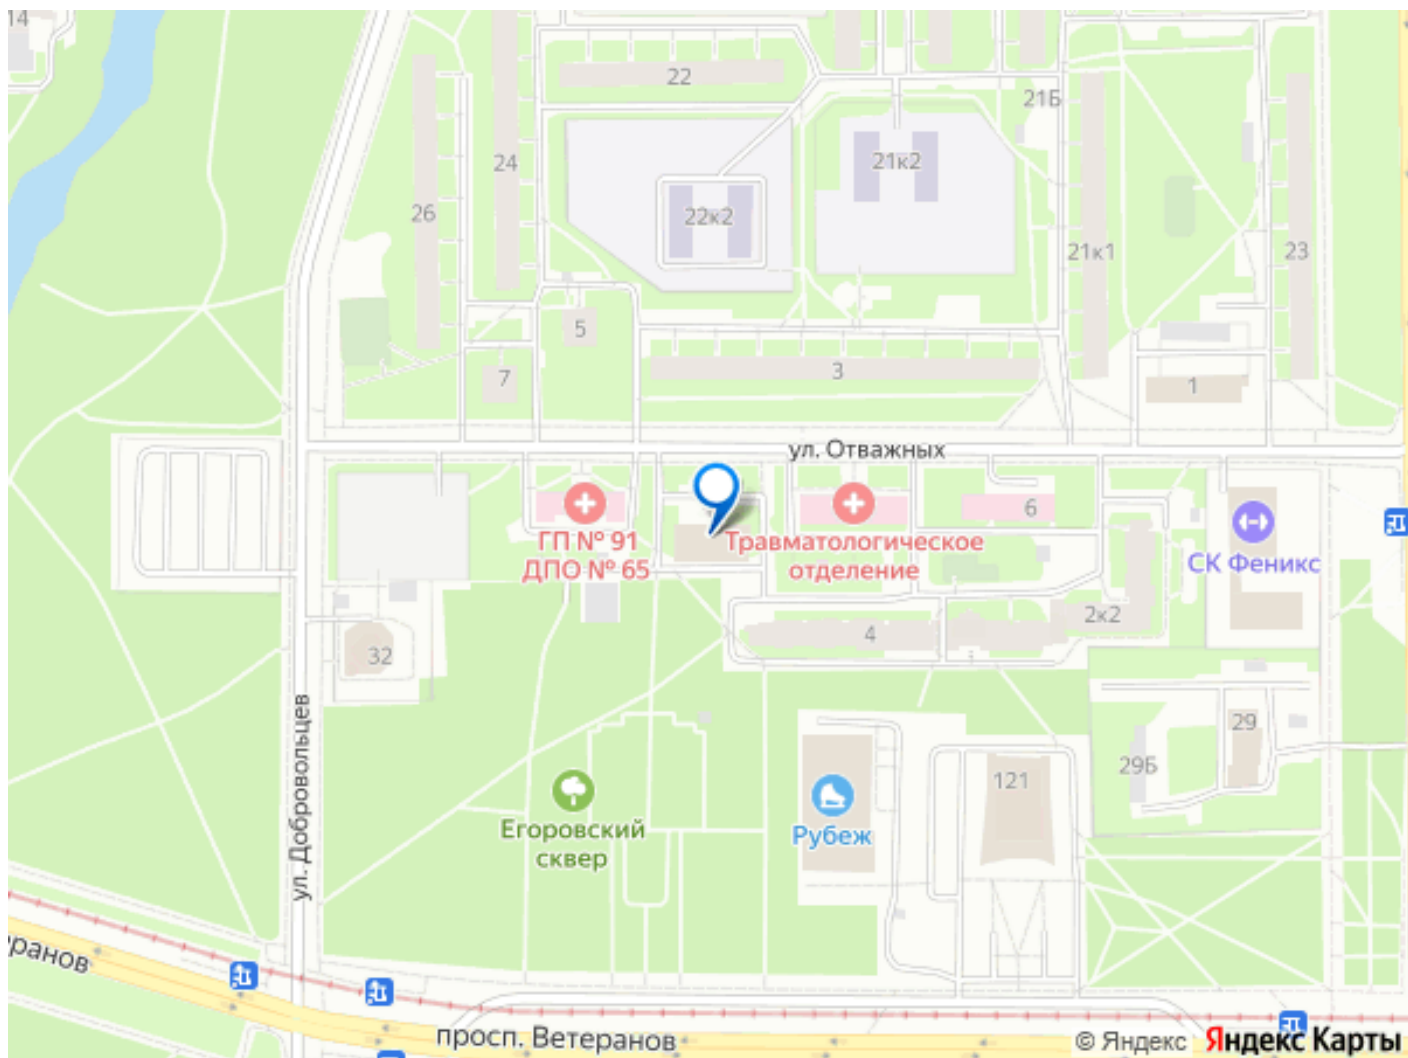 14
22
21Б
24
21к2
26
22к2
21к1
23
5
7
3
1
ул. Отважных
6
ГП № 91
ДПО № 65
Травматологическое
отделение
СК Феникс
2к2
4
32
ул. Добровольцев
29
29Б
121
Егоровский
сквер
Рубеж
еранов
просп. Ветеранов
© Яндекс Яндекс Карты